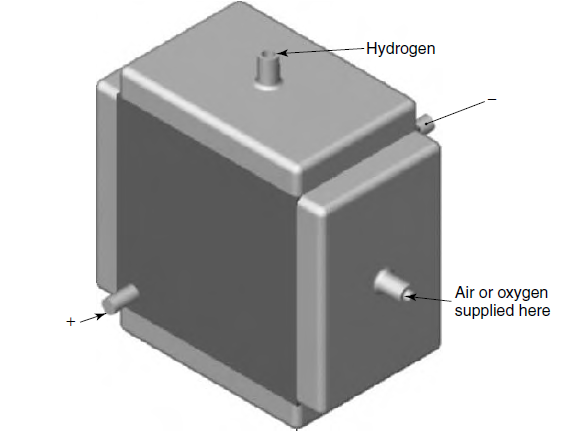 Hydrogen
−
Air or oxygen
supplied here
+